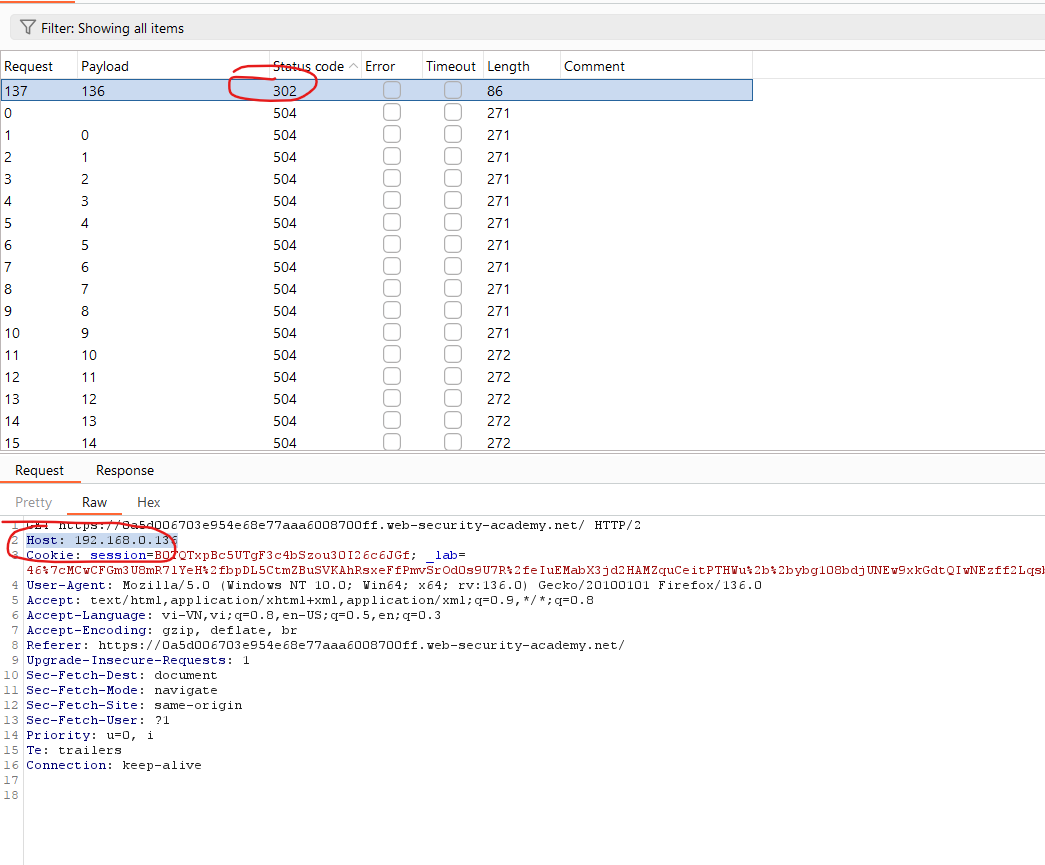 Filter: Showing all items
Request Payload Status code Error Timeout Length Comment
137 136 302 86
0 504 271
1 0 504 271
2 1 504 271
3 2 504 271
4 3 504 271
5 4 504 271
6 5 504 271
7 6 504 271
8 7 504 271
9 8 504 271
10 9 504 271
11 10 504 272
12 11 504 272
13 12 504 272
14 13 504 272
15 14 504 272
Request Response
Pretty Raw Hex
1 GET https://0a5d006703e954e68e77aaa6008700ff.web-security-academy.net/ HTTP/2
2 Host: 192.168.0.136
3 Cookie: session=; _lab=
4 User-Agent: Mozilla/5.0 (Windows NT 10.0; Win64; x64; rv:136.0) Gecko/20100101 Firefox/136.0
5 Accept: text/html,application/xhtml+xml,application/xml;q=0.9,*/*;q=0.8
6 Accept-Language: vi-VN,vi;q=0.8,en-US;q=0.5,en;q=0.3
7 Accept-Encoding: gzip, deflate, br
8 Referer: https://0a5d006703e954e68e77aaa6008700ff.web-security-academy.net/
9 Upgrade-Insecure-Requests: 1
10 Sec-Fetch-Dest: document
11 Sec-Fetch-Mode: navigate
12 Sec-Fetch-Site: same-origin
13 Sec-Fetch-User: ?1
14 Priority: u=0, i
15 Te: trailers
16 Connection: keep-alive
17
18